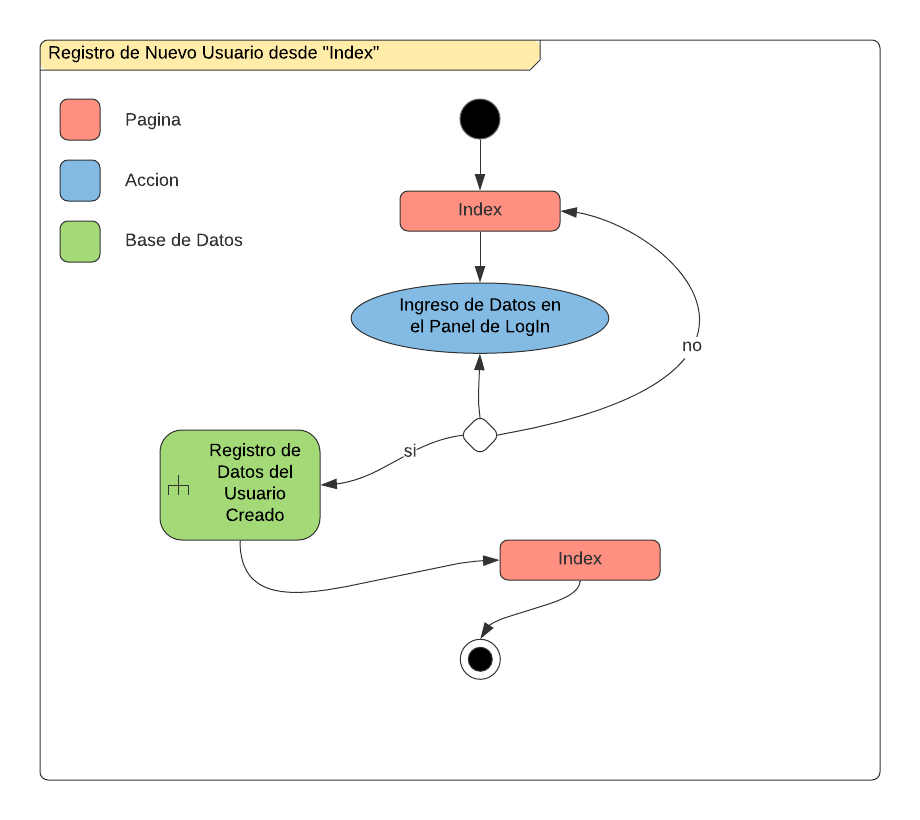 Registro de Nuevo Usuario desde "Index"
Pagina
Accion
Base de Datos
Index
Ingreso de Datos en
el Panel de LogIn
no
si
Registro de
Datos del
Usuario
Creado
Index